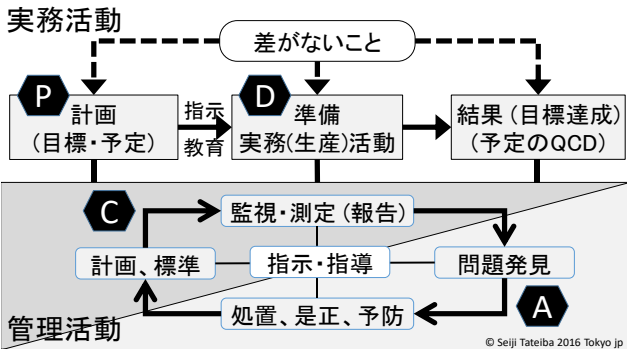 実務活動
差がないこと
P
計画
(目標・予定)
指示
教育
D
準備
実務(生産)活動
結果(目標達成)
(予定のQCD)
C
監視・測定(報告)
計画、標準
指示・指導
問題発見
A
処置、是正、予防
管理活動
© Seiji Tateiba 2016 Tokyo jp